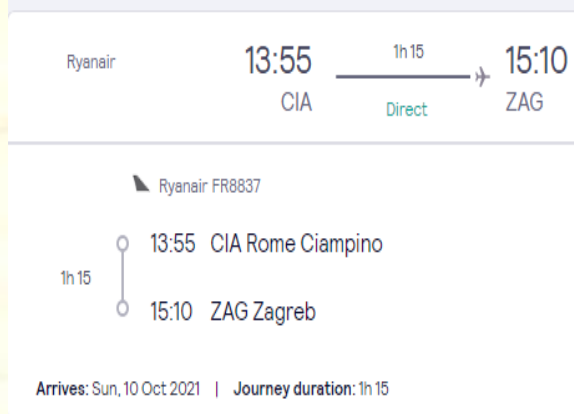 Ryanair 13:55 1h 15 15:10
CIA Direct ZAG
Ryanair FR8837
13:55 CIA Rome Ciampino
1h 15
15:10 ZAG Zagreb
Arrives: Sun, 10 Oct 2021 | Journey duration: 1h 15